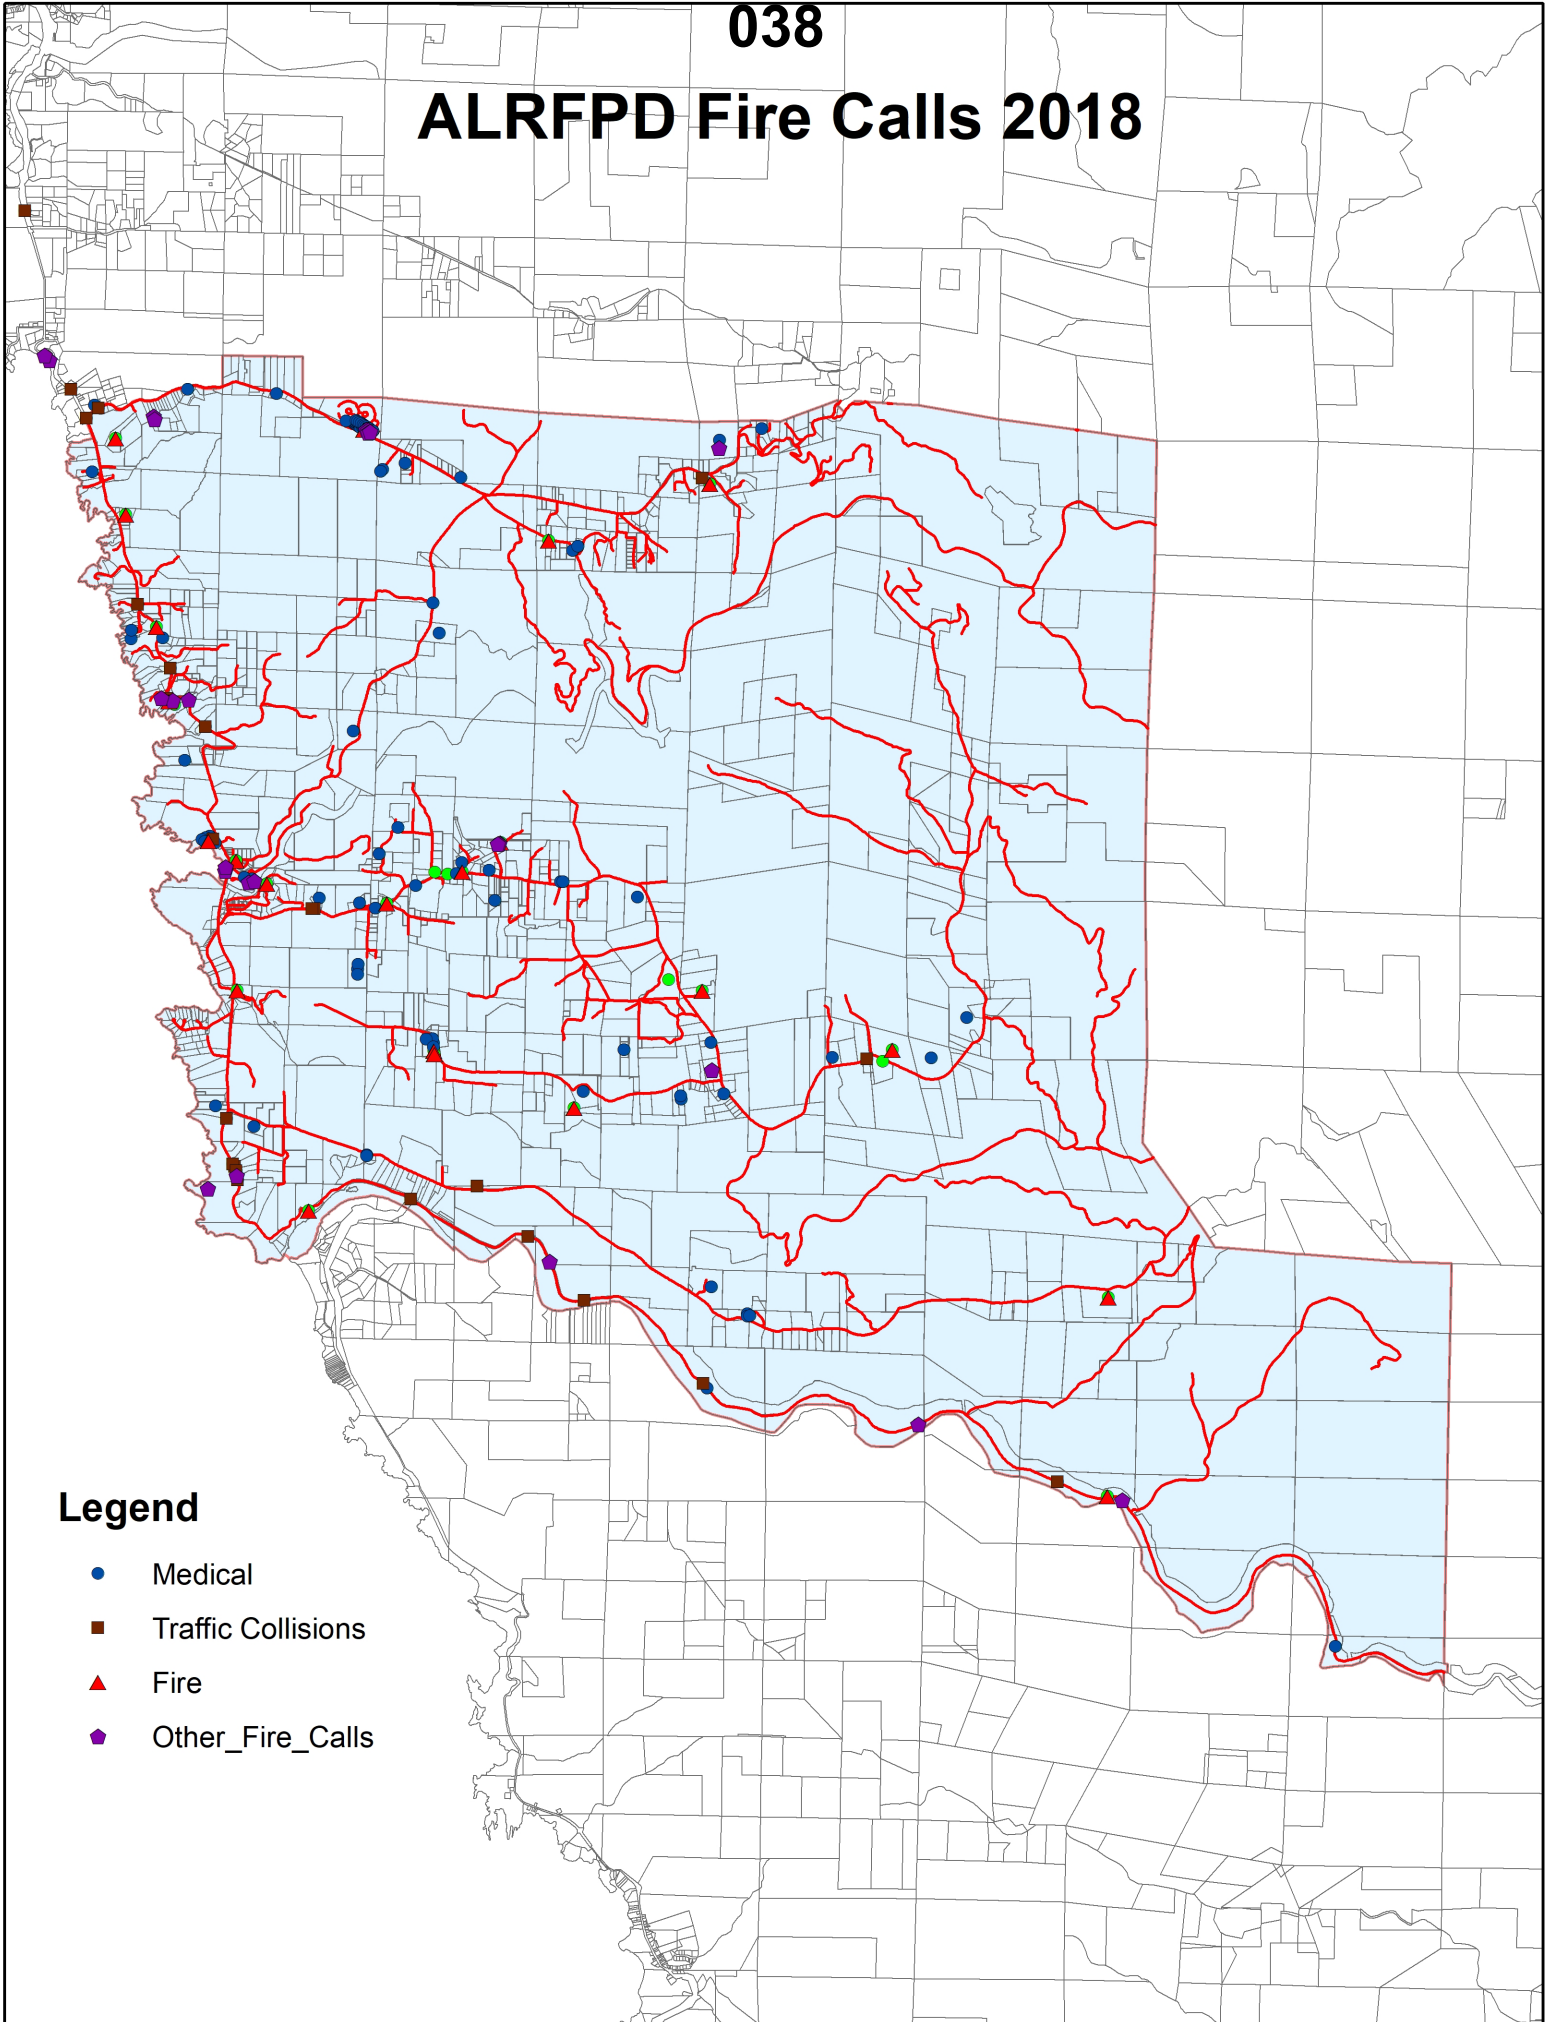 038
ALRFPD Fire Calls 2018
Legend
Medical
Traffic Collisions
Fire
Other_Fire_Calls